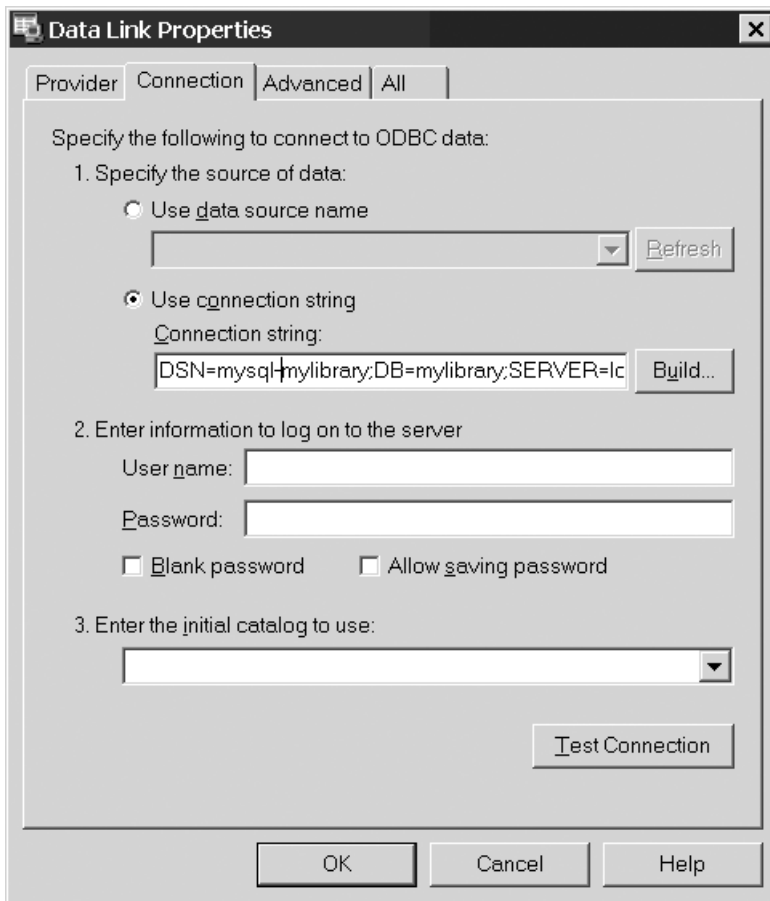 Data Link Properties
Provider Connection Advanced All
Specify the following to connect to ODBC data:
1. Specify the source of data:
Use data source name
Refresh
Use connection string
Connection string:
DSN=mysql-mylibrary;DB=mylibrary;SERVER=lc Build...
2. Enter information to log on to the server
User name:
Password:
Blank password Allow saving password
3. Enter the initial catalog to use:
Test Connection
OK Cancel Help